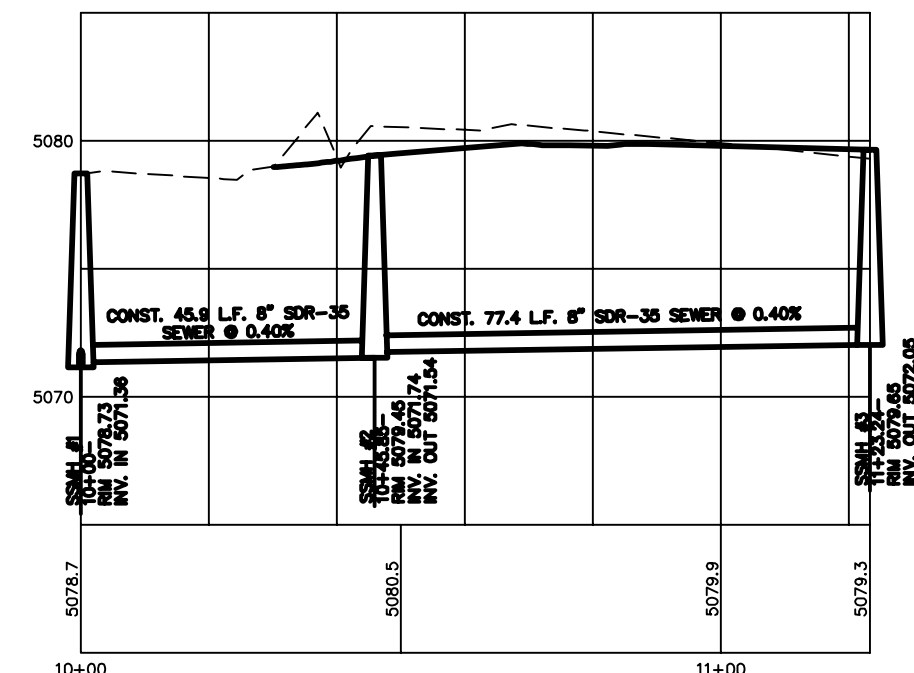 5080
CONST. 45.9 L.F. 8" SDR-35
SEWER @ 0.40%
CONST. 77.4 L.F. 8" SDR-35 SEWER @ 0.40%
5070
SSMH #1
10+00-
RIM 5078.73
INV. IN 5071.36
SSMH #2
10+45.85-
RIM 5079.45
INV. IN 5071.74
INV. OUT 5071.54
SSMH #3
11+23.24-
RIM 5079.65
INV. OUT 5072.05
5078.7
5080.5
5079.9
5079.3
10+00
11+00